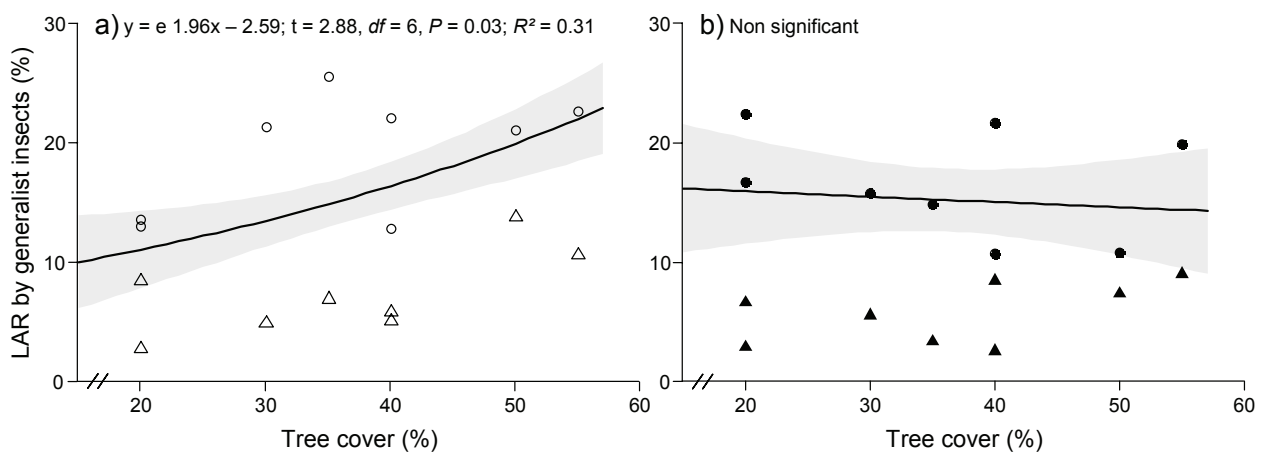 a) y = e 1.96x – 2.59; t = 2.88, df = 6, P = 0.03; R² = 0.31
b) Non significant
LAR by generalist insects (%)
30
20
10
0
20 30 40 50 60
Tree cover (%)
30
20
10
0
20 30 40 50 60
Tree cover (%)